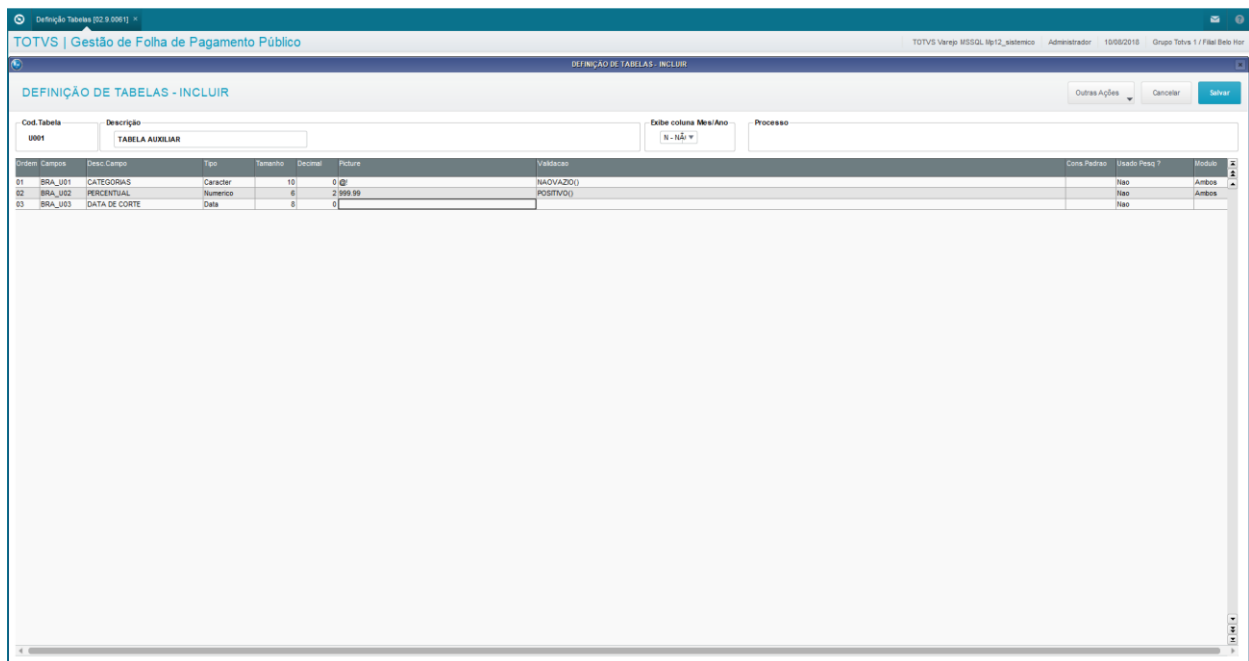 Definição Tabelas [02.9.0061] ×
TOTVS | Gestão de Folha de Pagamento Público
TOTVS Varejo MSSQL Mp12_sistemico Administrador 10/08/2018 Grupo Totvs 1 / Filial Belo Hor
DEFINIÇÃO DE TABELAS - INCLUIR
DEFINIÇÃO DE TABELAS - INCLUIR
Outras Ações Cancelar Salvar
Cod.Tabela Descrição Exibe coluna Mes/Ano Processo
U001 TABELA AUXILIAR N - NÃ
Ordem Campos Desc.Campo Tipo Tamanho Decimal Picture Validacao Cons.Padrao Usado Pesq ? Modulo
01 BRA_U01 CATEGORIAS Caracter 10 0 @! NAOVAZIO() Nao Ambos
02 BRA_U02 PERCENTUAL Numerico 6 2 999.99 POSITIVO() Nao Ambos
03 BRA_U03 DATA DE CORTE Data 8 0 Nao